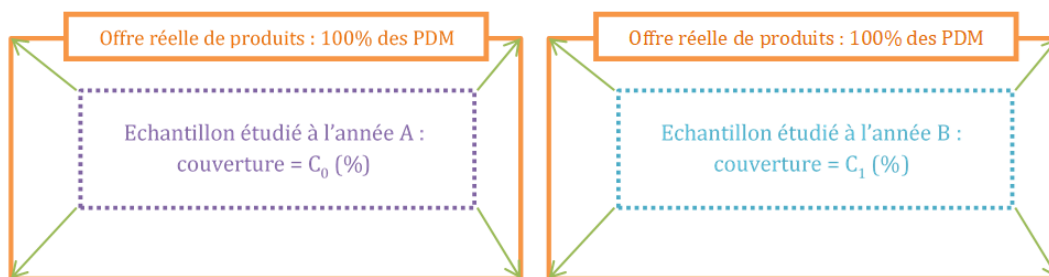 Offre réelle de produits : 100% des PDM
Echantillon étudié à l'année A :
couverture = C₀ (%)
Offre réelle de produits : 100% des PDM
Echantillon étudié à l'année B :
couverture = C₁ (%)